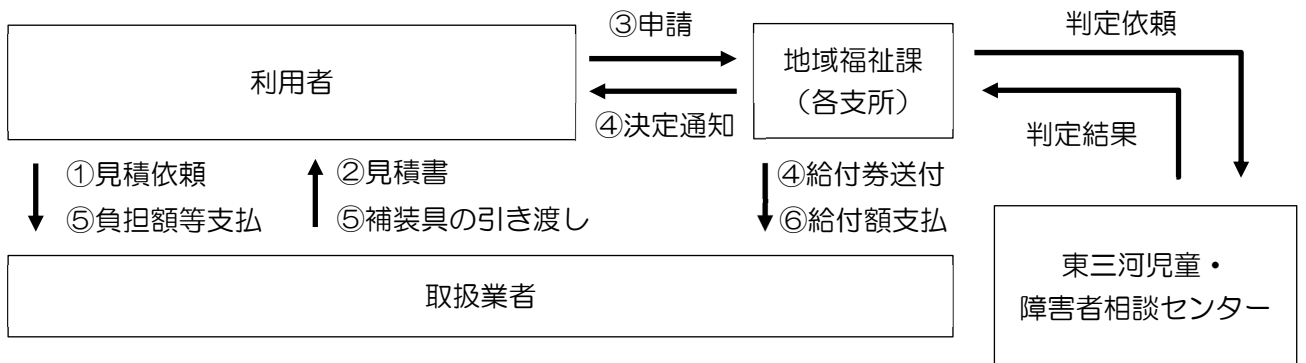 ③申請
判定依頼
利用者
地域福祉課
（各支所）
④決定通知
判定結果
①見積依頼
②見積書
④給付券送付
⑤負担額等支払
⑤補装具の引き渡し
⑥給付額支払
取扱業者
東三河児童・
障害者相談センター